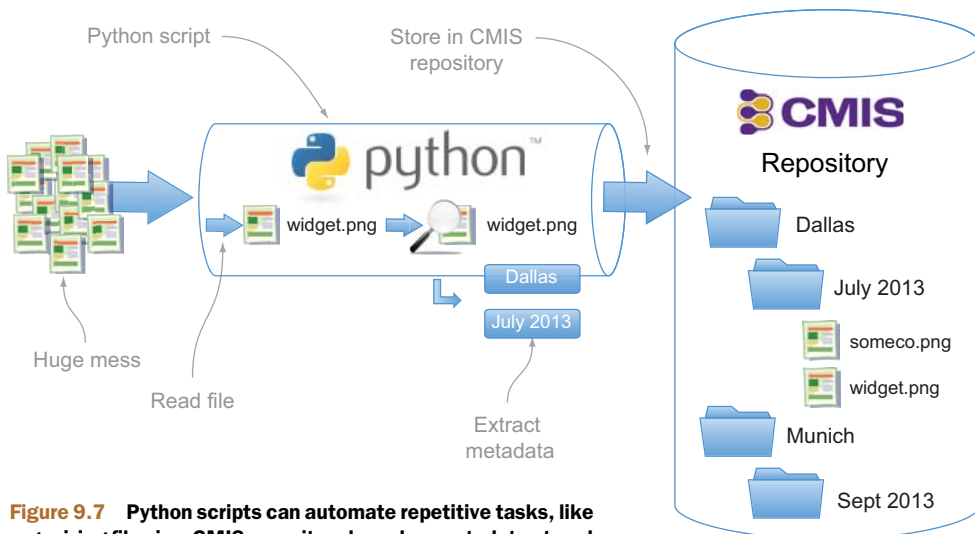 Python script
Store in CMIS
repository
CMIS
Repository
python™
widget.png
widget.png
Dallas
July 2013
Huge mess
Read file
Extract
metadata
Dallas
July 2013
someco.png
widget.png
Munich
Sept 2013
Figure 9.7 Python scripts can automate repetitive tasks, like